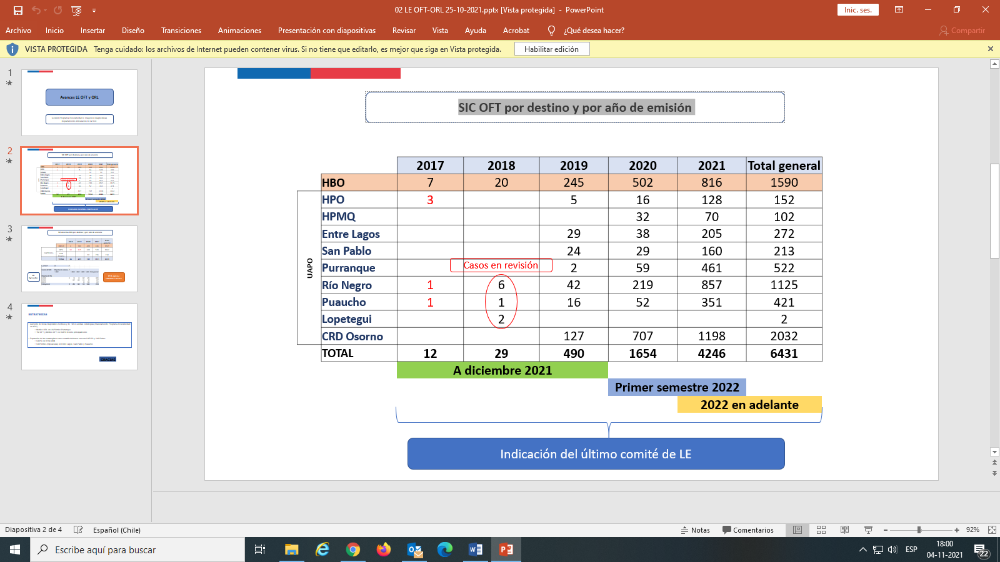 02 LE OFT-ORL 25-10-2021.pptx [Vista protegida] - PowerPoint
Inic. ses.
Archivo Inicio Insertar Diseño Transiciones Animaciones Presentación con diapositivas Revisar Vista Ayuda Acrobat ¿Qué desea hacer? Compartir
VISTA PROTEGIDA Tenga cuidado: los archivos de Internet pueden contener virus. Si no tiene que editarlo, es mejor que siga en Vista protegida. Habilitar edición
1
Avances LE OFT y ORL
2
3
4
ESTRATEGIAS
GRACIAS
SIC OFT por destino y por año de emisión
2017 2018 2019 2020 2021 Total general
HBO 7 20 245 502 816 1590
UAPO
HPO 3 5 16 128 152
HPMQ 32 70 102
Entre Lagos 29 38 205 272
San Pablo 24 29 160 213
Casos en revisión
Purranque 2 59 461 522
Río Negro 1 6 42 219 857 1125
Puaucho 1 1 16 52 351 421
Lopetegui 2 2
CRD Osorno 127 707 1198 2032
TOTAL 12 29 490 1654 4246 6431
A diciembre 2021
Primer semestre 2022
2022 en adelante
Indicación del último comité de LE
Diapositiva 2 de 4 Español (Chile) Notas Comentarios 92%
Escribe aquí para buscar
ESP
18:00
04-11-2021
22